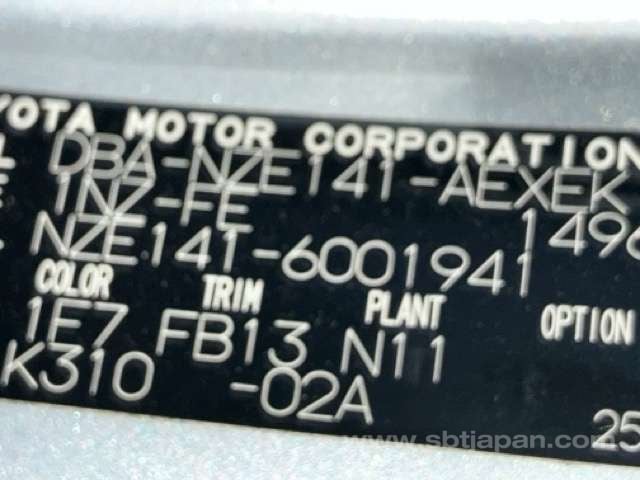 YOTA MOTOR CORPORATION
L DBA-NZE141-AEXEK
E 1NZ-FE 1496
NZE141-6001941
COLOR TRIM PLANT OPTION
1E7 FB13 N11
K310 -02A
www.sbtjapan.com 25